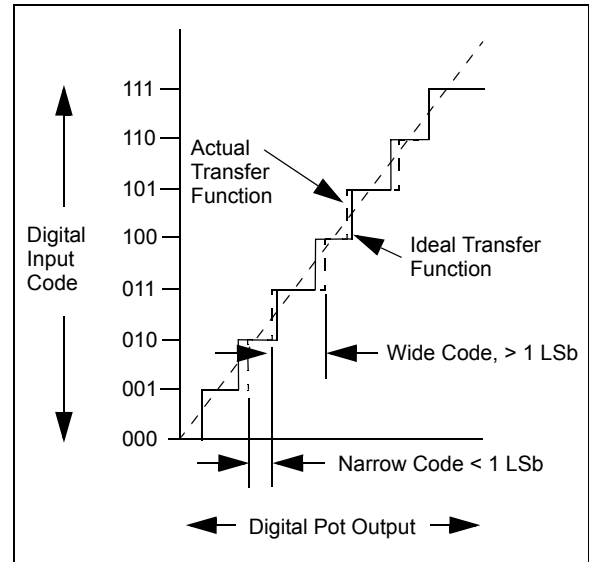 111
110
Actual
Transfer
Function
101
Digital
Input
Code
100
Ideal Transfer
Function
011
010
Wide Code, > 1 LSb
001
000
Narrow Code < 1 LSb
Digital Pot Output